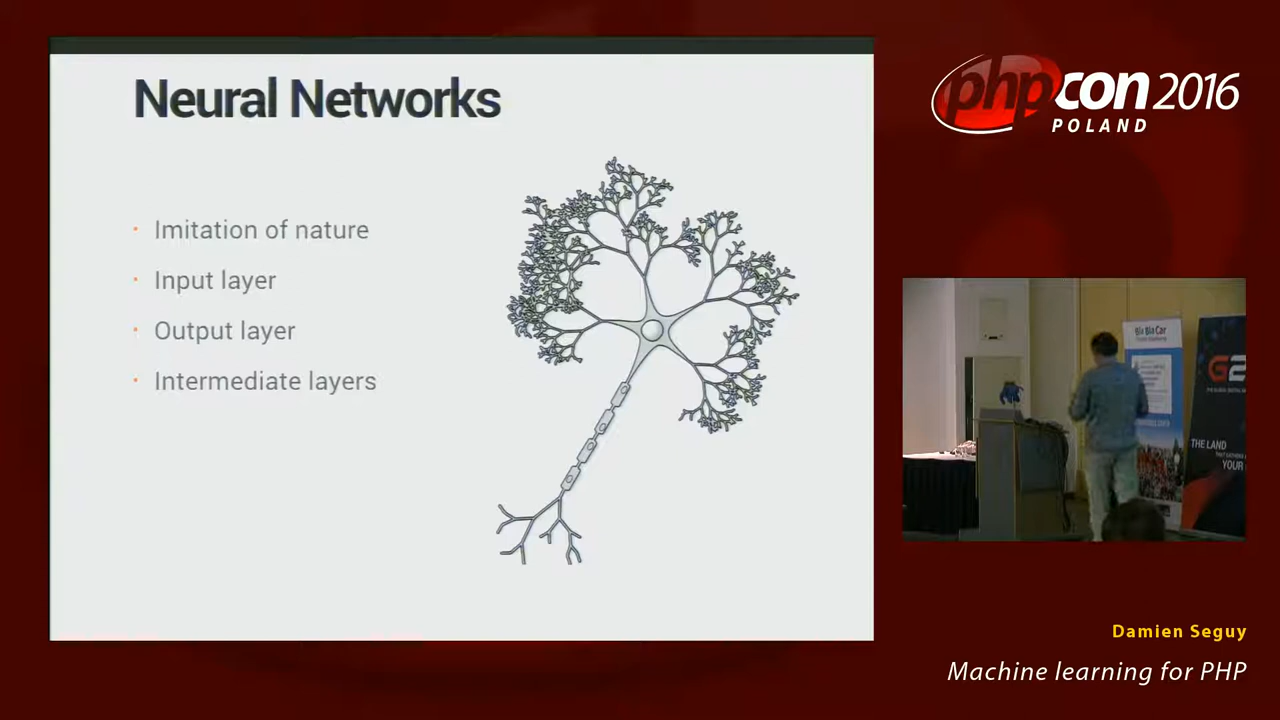 Neural Networks
Imitation of nature
Input layer
Output layer
Intermediate layers
phpcon 2016
POLAND
G2
THE LAND
YOUR
Damien Seguy
Machine learning for PHP